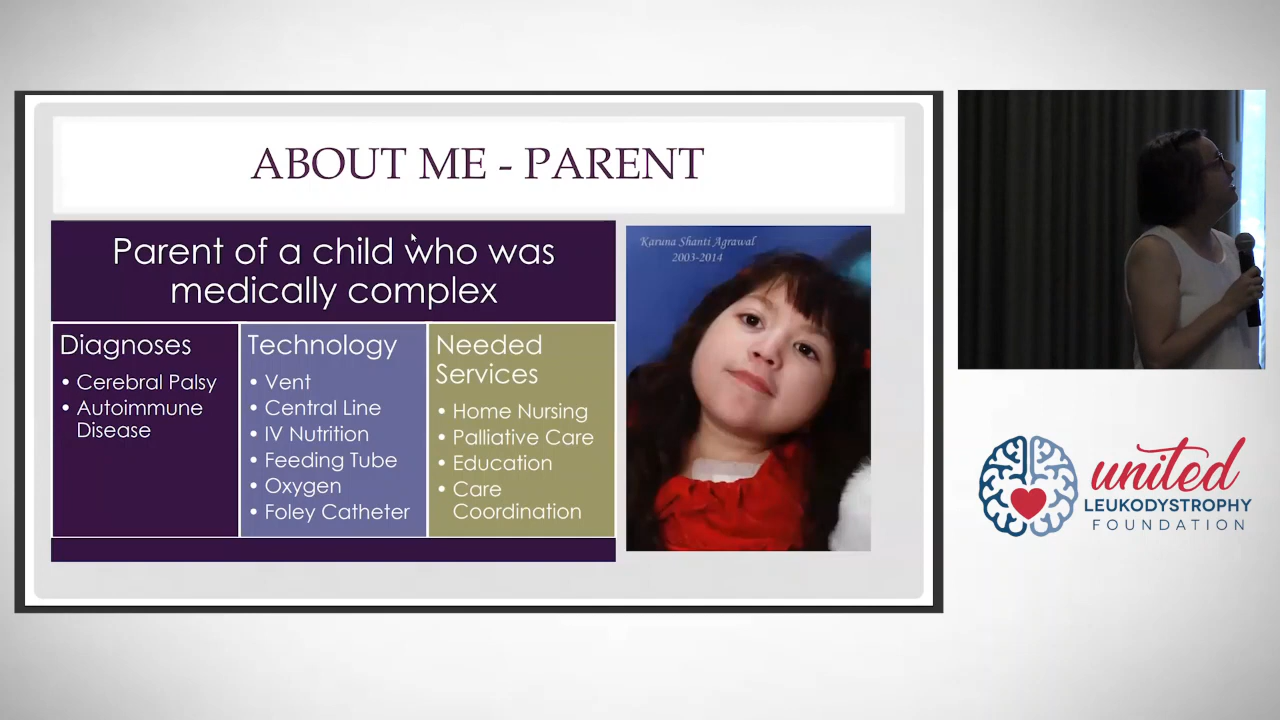 ABOUT ME - PARENT
Parent of a child who was
medically complex
Diagnoses
• Cerebral Palsy
• Autoimmune
Disease
Technology
• Vent
• Central Line
• IV Nutrition
• Feeding Tube
• Oxygen
• Foley Catheter
Needed
Services
• Home Nursing
• Palliative Care
• Education
• Care
Coordination
Karuna Shanti Agrawal
2003-2014
united
LEUKODYSTROPHY
FOUNDATION